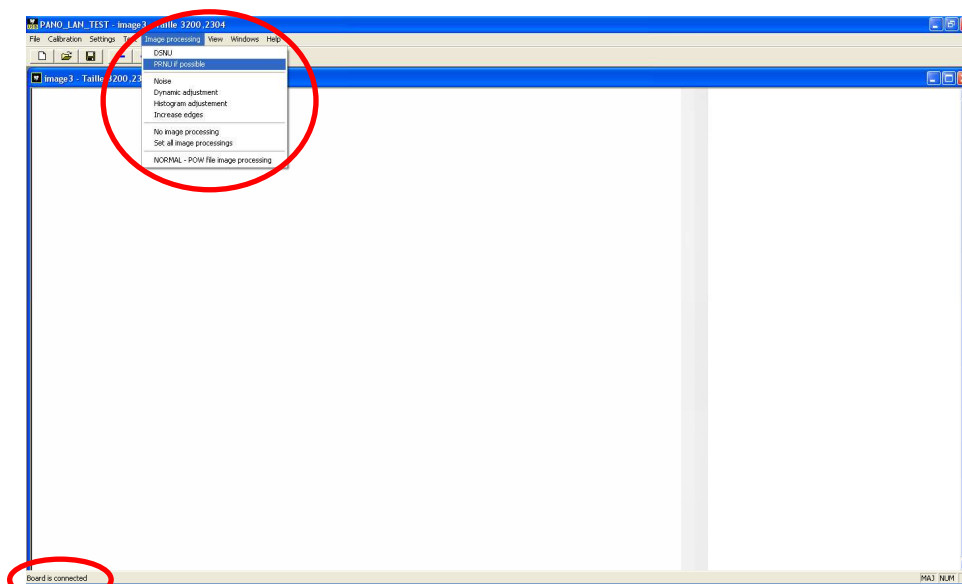 PANO_LAN_TEST - image3 - Taille 3200,2304
File Calibration Settings Image processing View Windows Help
DSNU
PRNU if possible
image3 - Taille 3200,23
Noise
Dynamic adjustment
Histogram adjustement
Increase edges
No image processing
Set all image processings
NORMAL - POW file image processing
Board is connected
MAJ NUM